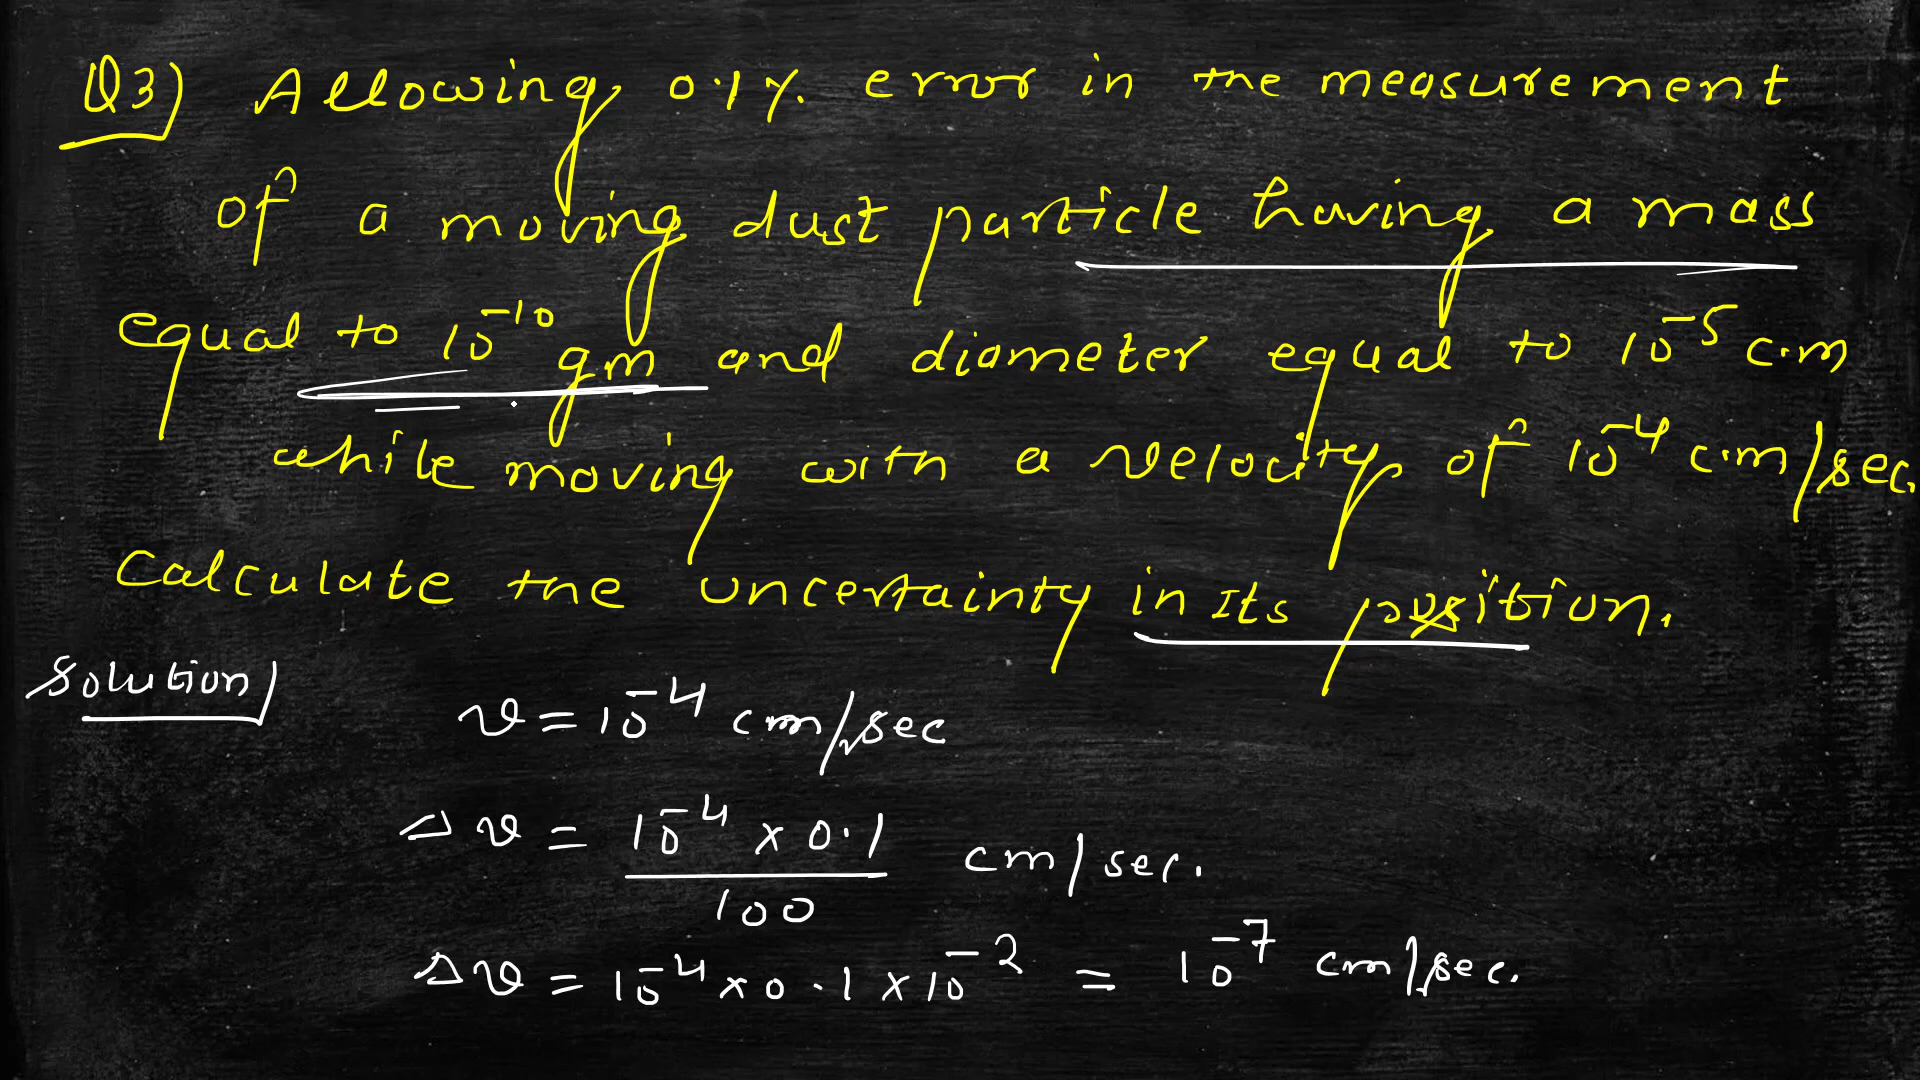 Q3) Allowing 0.1%. error in the measurement
of a moving dust particle having a mass
equal to 10⁻¹⁰ gm and diameter equal to 10⁻⁵ c.m
while moving with a velocity of 10⁻⁴ c.m/sec.
Calculate the uncertainty in Its position.
Solution)
v = 10⁻⁴ cm/sec
Δv = (10⁻⁴ x 0.1)/100 cm/sec.
Δv = 10⁻⁴ x 0.1 x 10⁻² = 10⁻⁷ cm/sec.